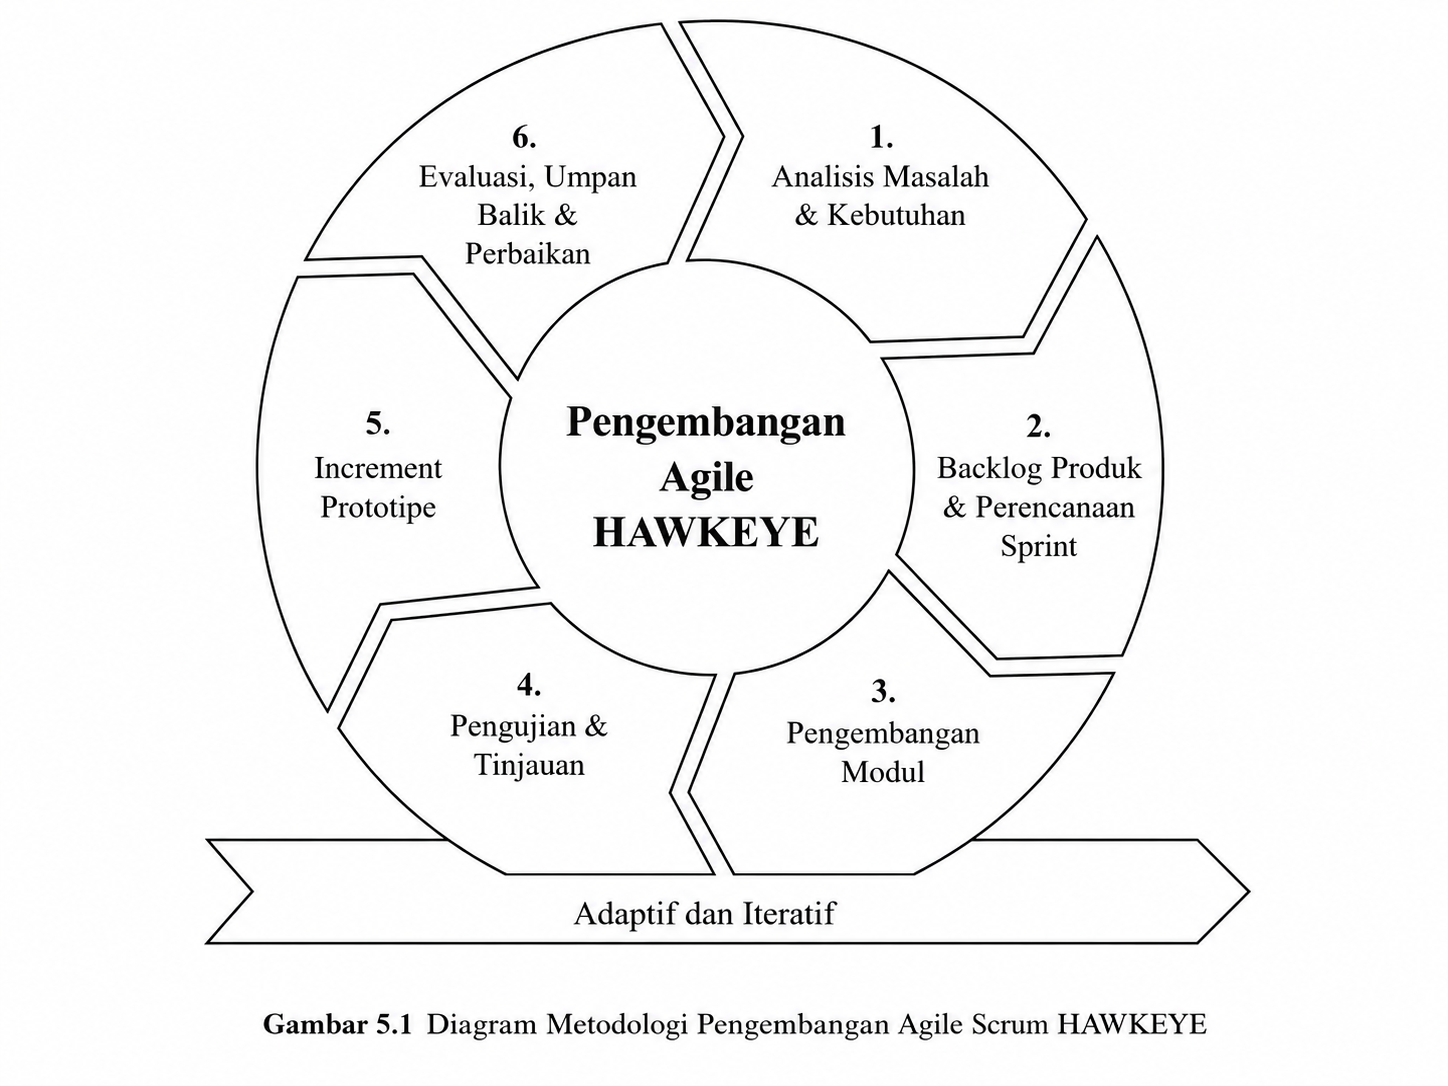 6.
Evaluasi, Umpan
Balik &
Perbaikan
1.
Analisis Masalah
& Kebutuhan
5.
Increment
Prototipe
Pengembangan
Agile
HAWKEYE
2.
Backlog Produk
& Perencanaan
Sprint
4.
Pengujian &
Tinjauan
3.
Pengembangan
Modul
Adaptif dan Iteratif
Gambar 5.1 Diagram Metodologi Pengembangan Agile Scrum HAWKEYE